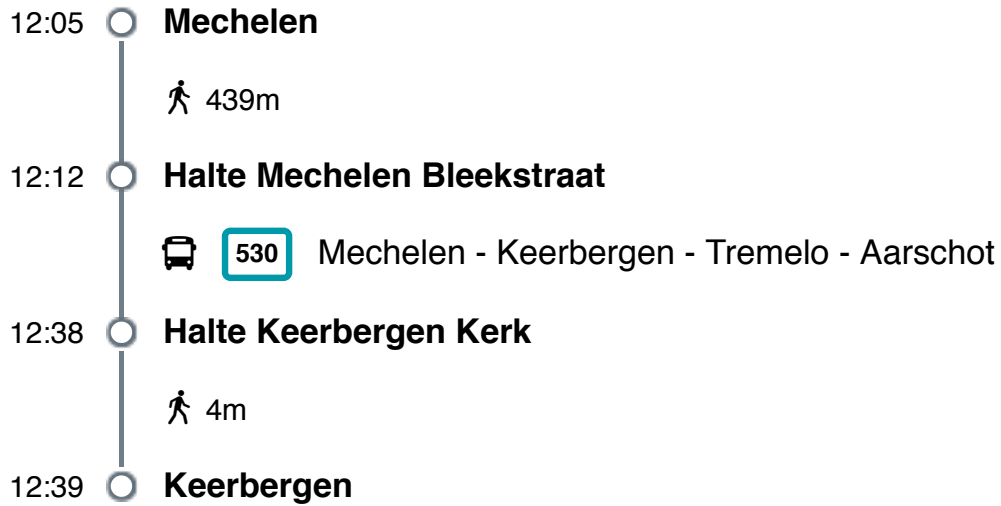 12:05 Mechelen
439m
12:12 Halte Mechelen Bleekstraat
530 Mechelen - Keerbergen - Tremelo - Aarschot
12:38 Halte Keerbergen Kerk
4m
12:39 Keerbergen